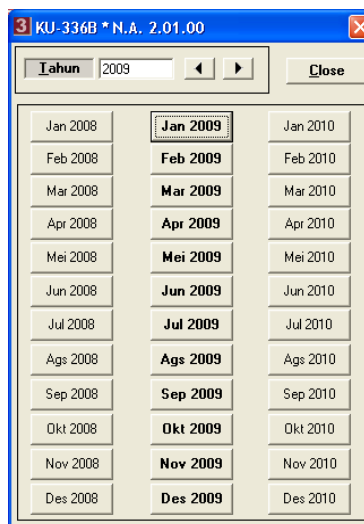 3 KU-336B * N.A. 2.01.00
Tahun 2009 Close
Jan 2008 Jan 2009 Jan 2010
Feb 2008 Feb 2009 Feb 2010
Mar 2008 Mar 2009 Mar 2010
Apr 2008 Apr 2009 Apr 2010
Mei 2008 Mei 2009 Mei 2010
Jun 2008 Jun 2009 Jun 2010
Jul 2008 Jul 2009 Jul 2010
Ags 2008 Ags 2009 Ags 2010
Sep 2008 Sep 2009 Sep 2010
Okt 2008 Okt 2009 Okt 2010
Nov 2008 Nov 2009 Nov 2010
Des 2008 Des 2009 Des 2010